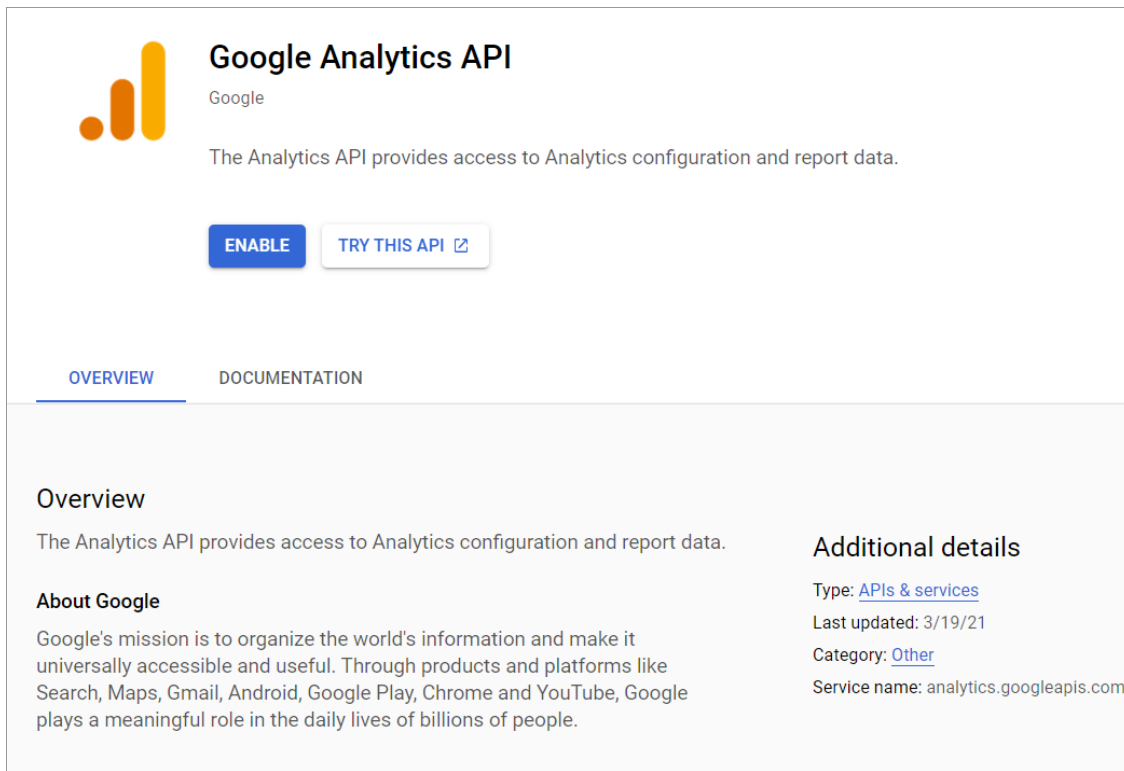 Google Analytics API
Google
The Analytics API provides access to Analytics configuration and report data.
ENABLE
TRY THIS API
OVERVIEW
DOCUMENTATION
Overview
The Analytics API provides access to Analytics configuration and report data.
About Google
Google's mission is to organize the world's information and make it
universally accessible and useful. Through products and platforms like
Search, Maps, Gmail, Android, Google Play, Chrome and YouTube, Google
plays a meaningful role in the daily lives of billions of people.
Additional details
Type: APIs & services
Last updated: 3/19/21
Category: Other
Service name: analytics.googleapis.com